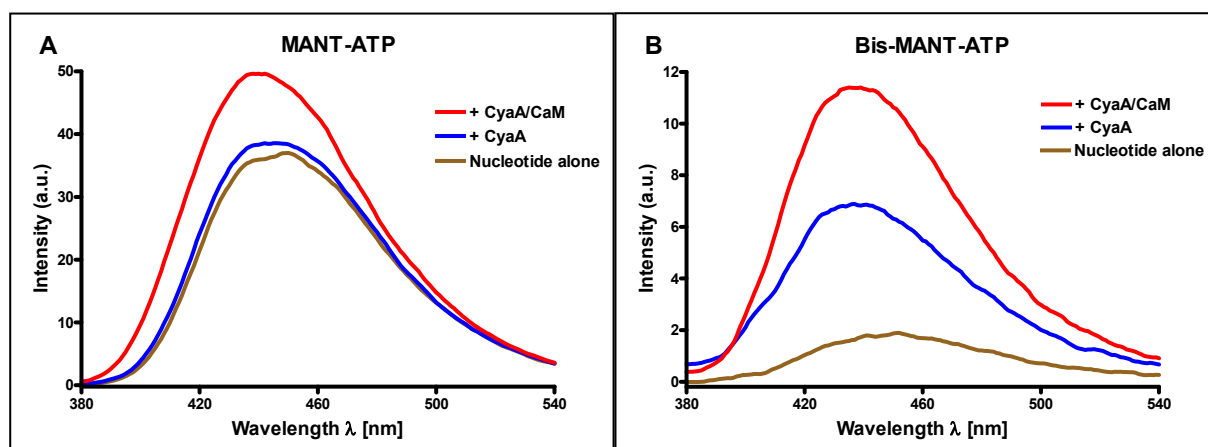 A
MANT-ATP
Intensity (a.u.)
50
40
30
20
10
0
+ CyaA/CaM
+ CyaA
Nucleotide alone
380
420
460
500
540
Wavelength λ [nm]
B
Bis-MANT-ATP
Intensity (a.u.)
12
10
8
6
4
2
0
+ CyaA/CaM
+ CyaA
Nucleotide alone
380
420
460
500
540
Wavelength λ [nm]